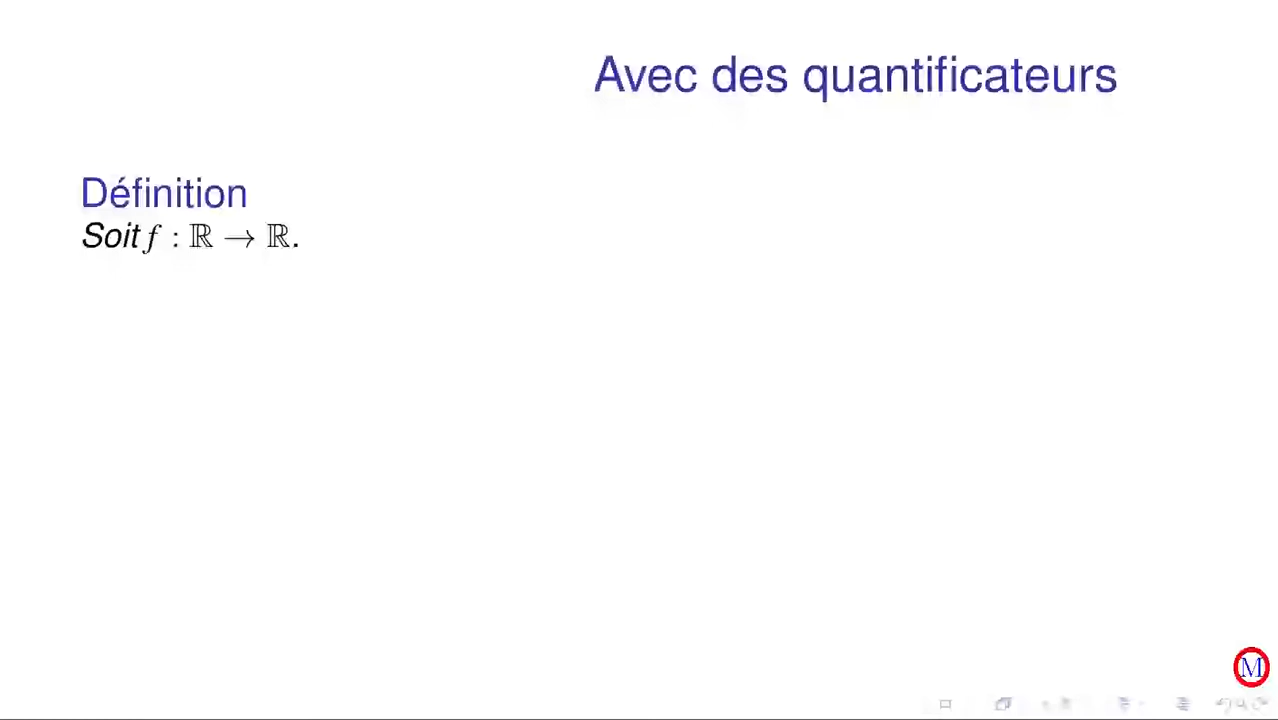 Avec des quantificateurs
Définition
Soit f : ℝ → ℝ.
M